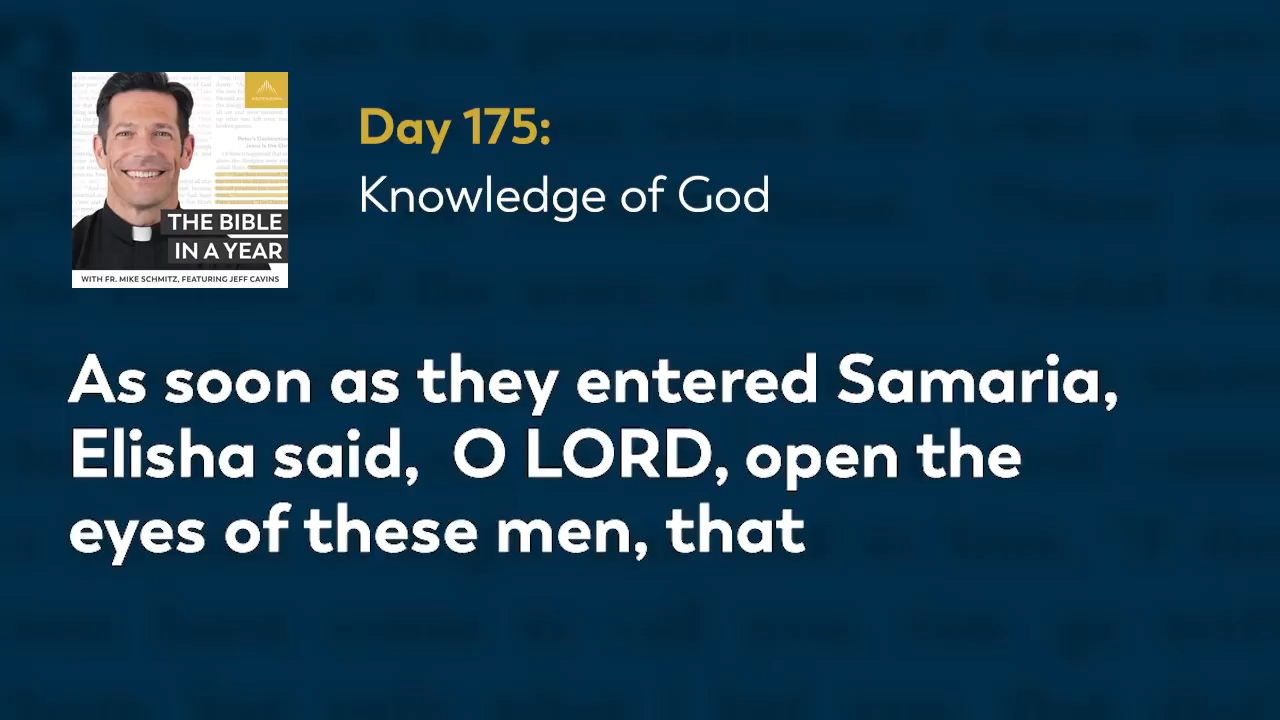 Day 175:
Knowledge of God
THE BIBLE
IN A YEAR
WITH FR. MIKE SCHMITZ, FEATURING JEFF CAVINS
As soon as they entered Samaria,
Elisha said,  O LORD, open the
eyes of these men, that